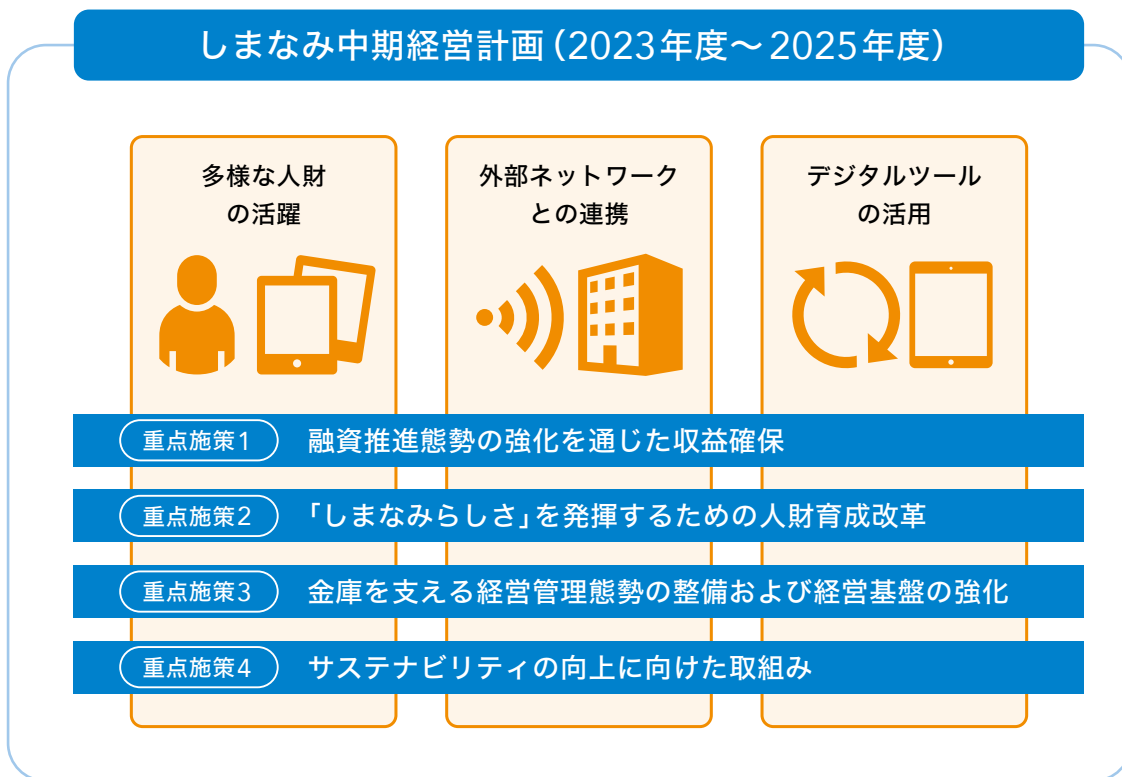 しまなみ中期経営計画（2023年度～2025年度）
多様な人財
の活躍
外部ネットワーク
との連携
デジタルツール
の活用
重点施策1 融資推進態勢の強化を通じた収益確保
重点施策2 「しまなみらしさ」を発揮するための人財育成改革
重点施策3 金庫を支える経営管理態勢の整備および経営基盤の強化
重点施策4 サステナビリティの向上に向けた取組み